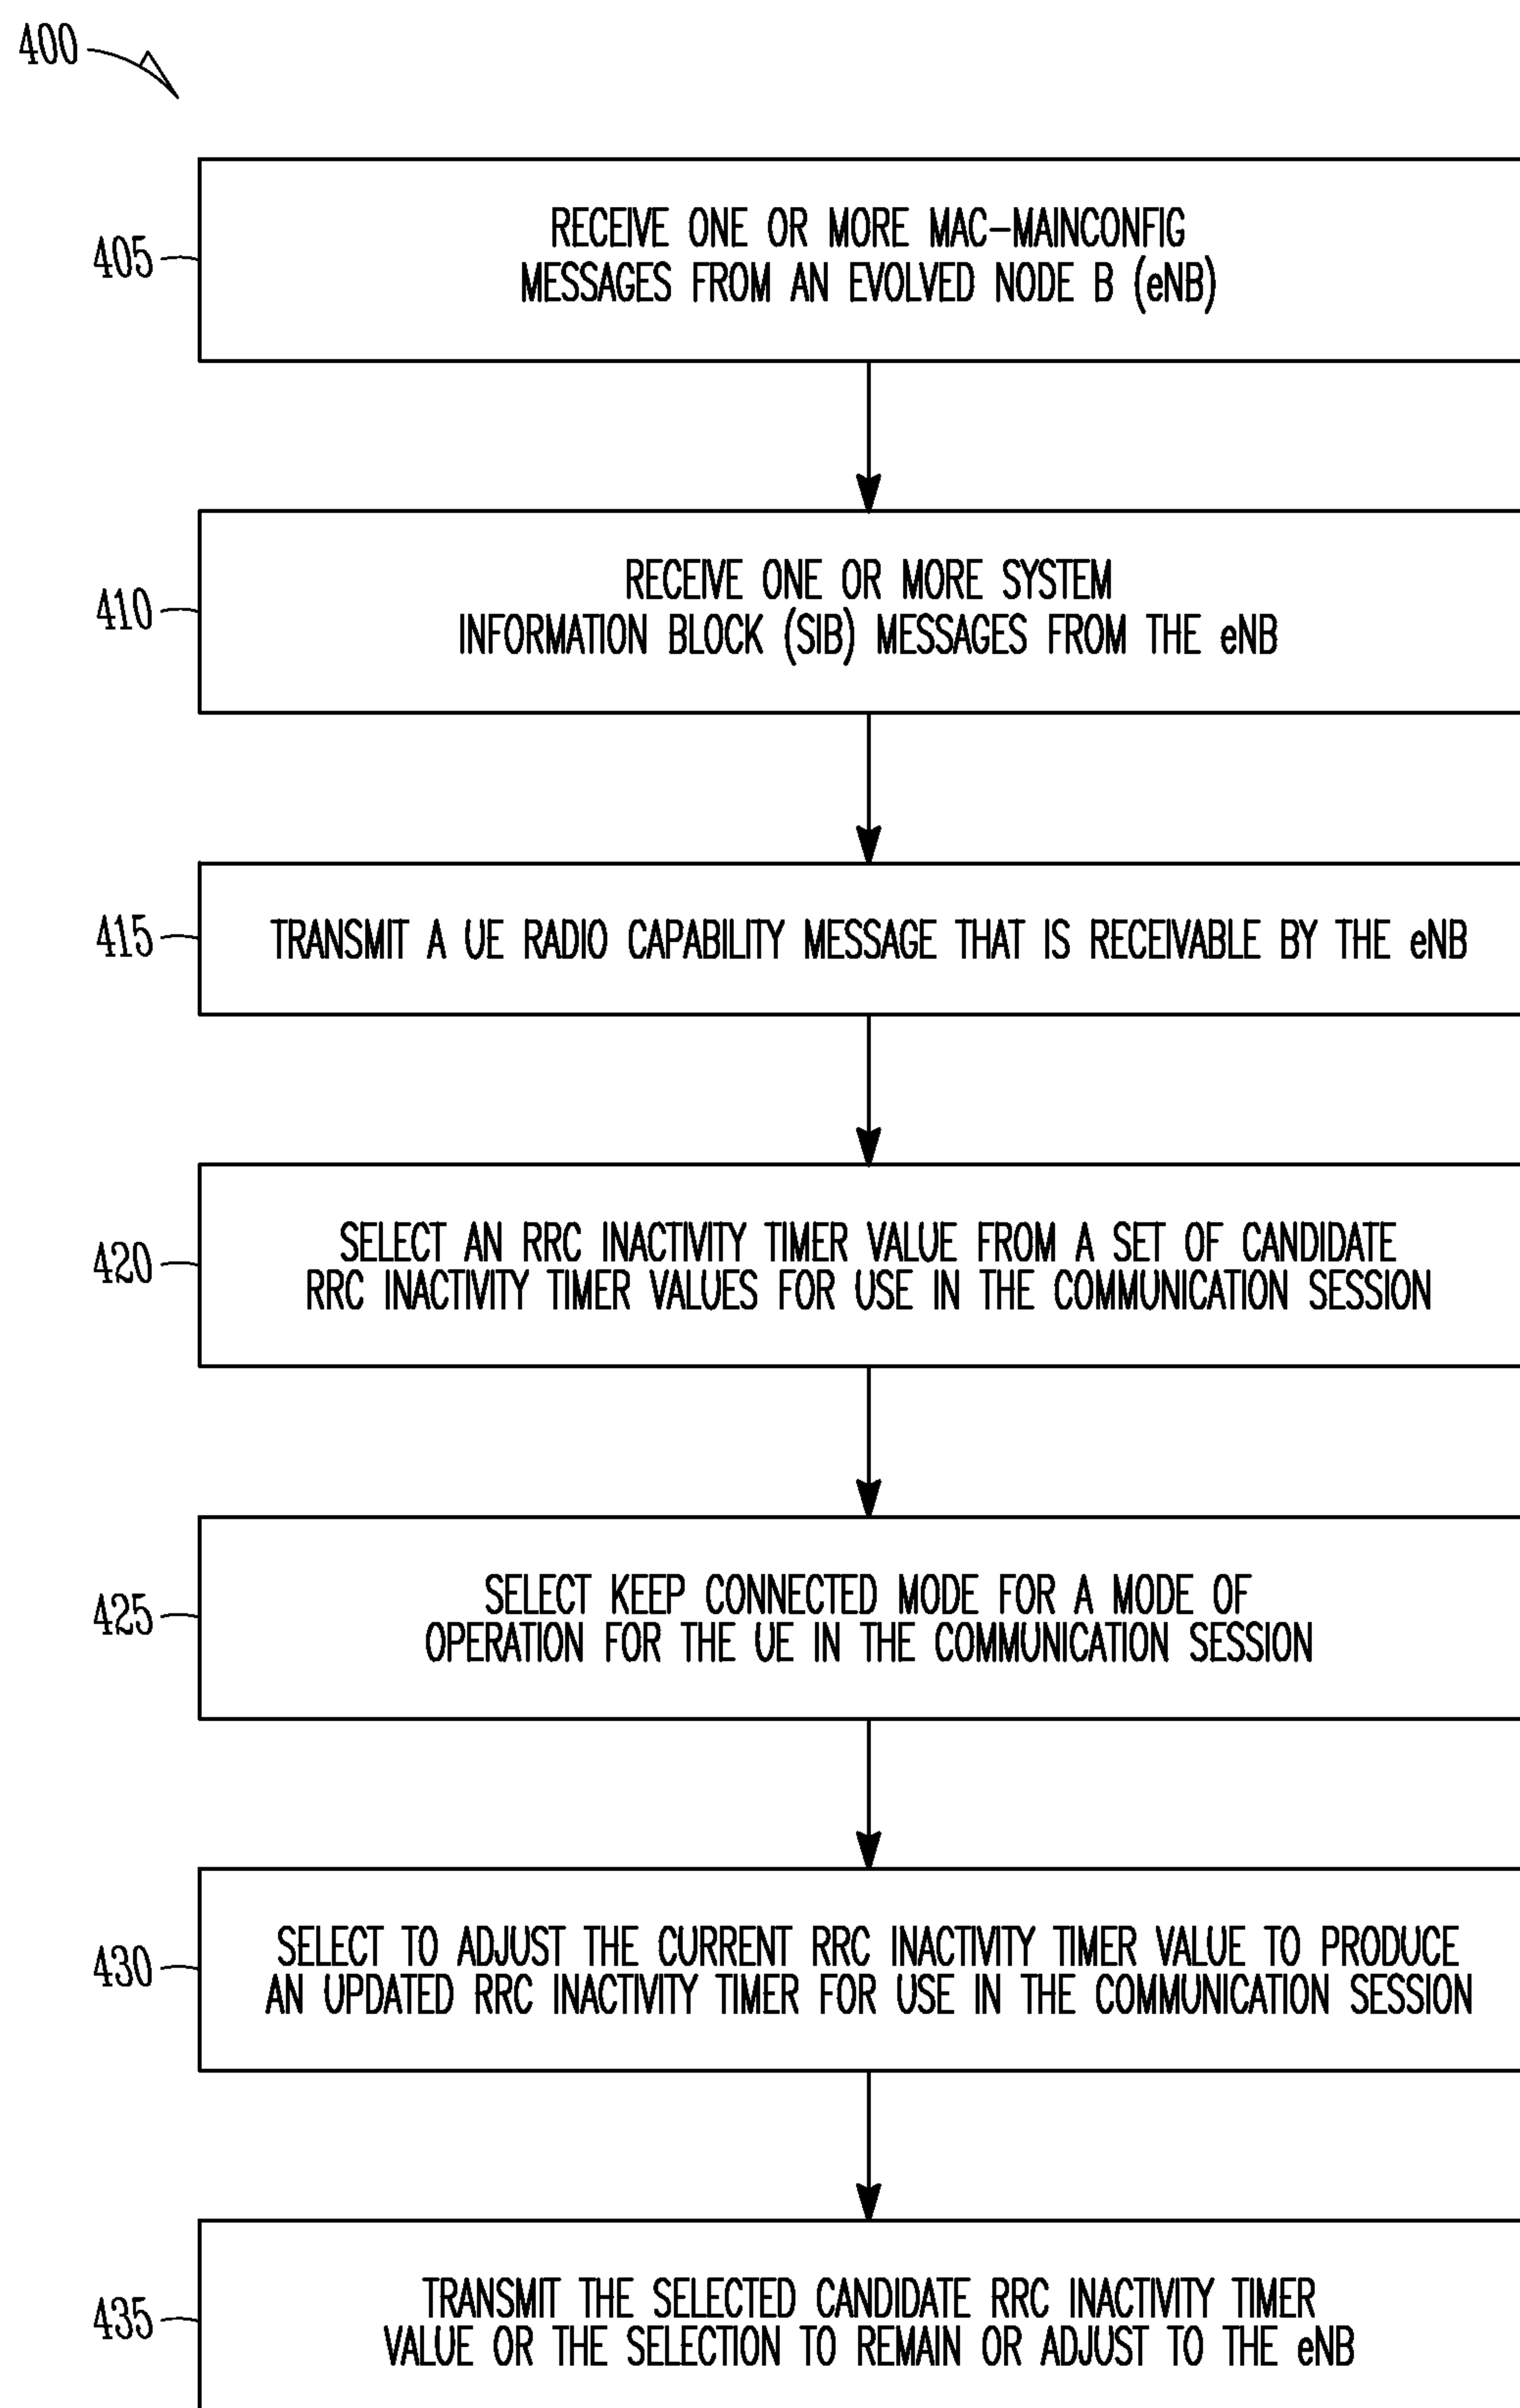 400
405
RECEIVE ONE OR MORE MAC-MAINCONFIG
MESSAGES FROM AN EVOLVED NODE B (eNB)
410
RECEIVE ONE OR MORE SYSTEM
INFORMATION BLOCK (SIB) MESSAGES FROM THE eNB
415
TRANSMIT A UE RADIO CAPABILITY MESSAGE THAT IS RECEIVABLE BY THE eNB
420
SELECT AN RRC INACTIVITY TIMER VALUE FROM A SET OF CANDIDATE
RRC INACTIVITY TIMER VALUES FOR USE IN THE COMMUNICATION SESSION
425
SELECT KEEP CONNECTED MODE FOR A MODE OF
OPERATION FOR THE UE IN THE COMMUNICATION SESSION
430
SELECT TO ADJUST THE CURRENT RRC INACTIVITY TIMER VALUE TO PRODUCE
AN UPDATED RRC INACTIVITY TIMER FOR USE IN THE COMMUNICATION SESSION
435
TRANSMIT THE SELECTED CANDIDATE RRC INACTIVITY TIMER
VALUE OR THE SELECTION TO REMAIN OR ADJUST TO THE eNB